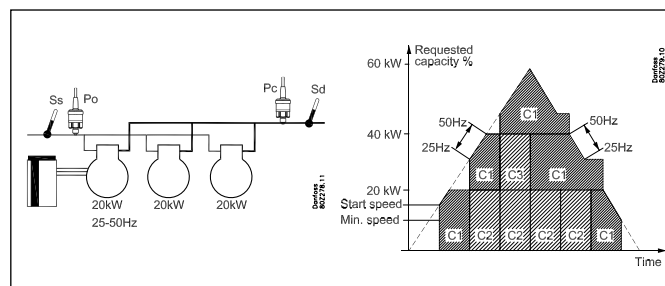 Ss
Po
Pc
Sd
20kW
20kW
20kW
25-50Hz
Danfoss
80Z278.11
Requested
capacity %
60 kW
40 kW
20 kW
Start speed
Min. speed
50Hz
25Hz
50Hz
25Hz
C1
C1
C3
C1
C1
C2
C2
C2
C2
C1
Time
Danfoss
80Z279.10